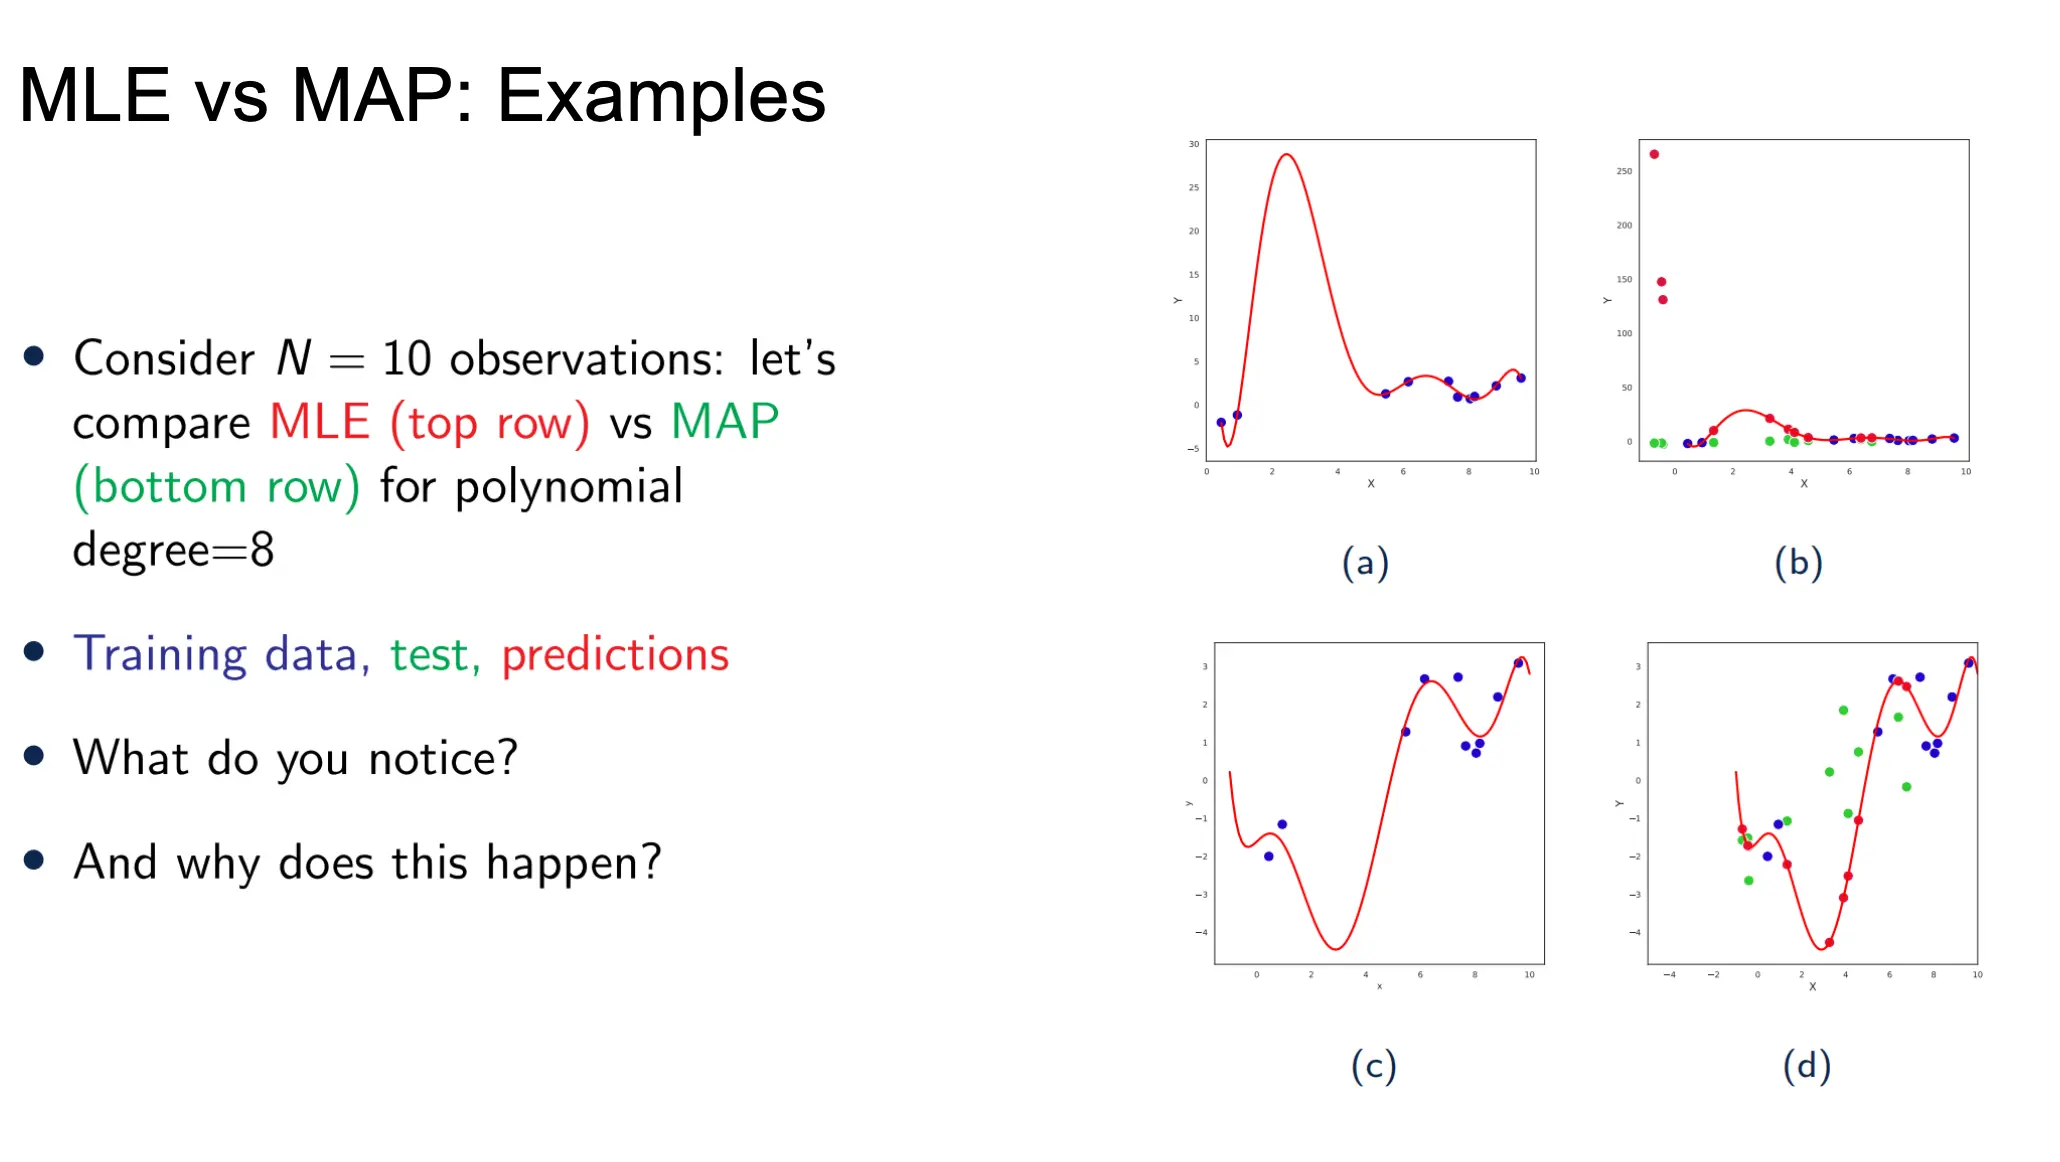 MLE vs MAP: Examples
• Consider N = 10 observations: let's
compare MLE (top row) vs MAP
(bottom row) for polynomial
degree=8
• Training data, test, predictions
• What do you notice?
• And why does this happen?
30
25
20
15
10
5
0
−5
Y
0 2 4 6 8 10
X
(a)
250
200
150
100
50
0
Y
0 2 4 6 8 10
X
(b)
3
2
1
0
−1
−2
−3
−4
y
0 2 4 6 8 10
x
(c)
3
2
1
0
−1
−2
−3
−4
Y
−4 −2 0 2 4 6 8 10
X
(d)